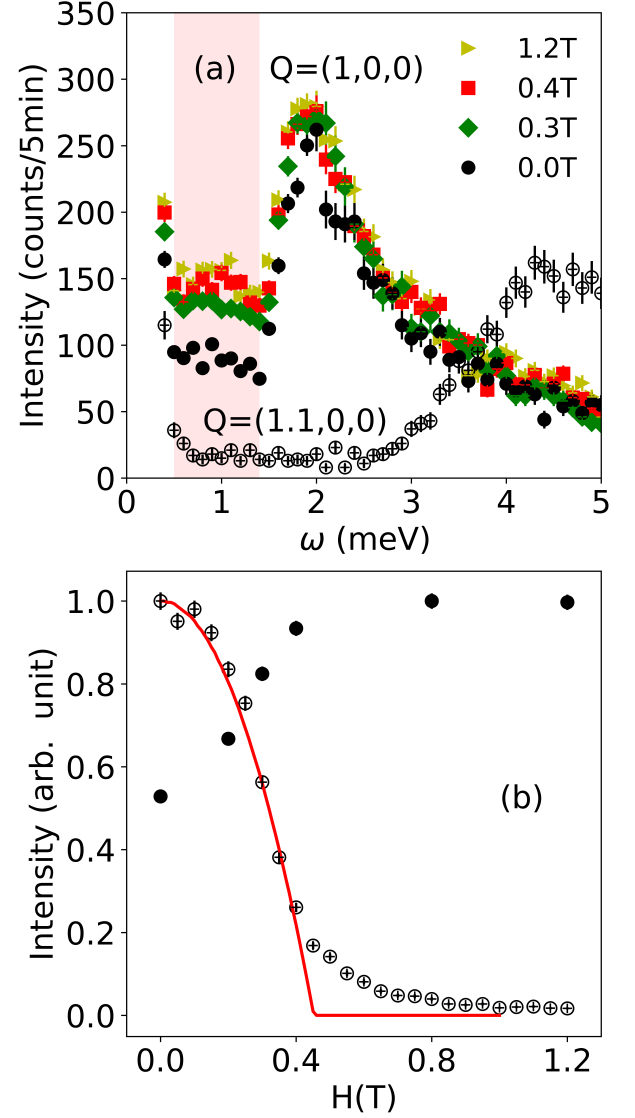 350
300
250
200
150
100
50
0
Intensity (counts/5min)
(a)
Q=(1,0,0)
1.2T
0.4T
0.3T
0.0T
Q=(1.1,0,0)
0 1 2 3 4 5
ω (meV)
1.0
0.8
0.6
0.4
0.2
0.0
Intensity (arb. unit)
(b)
0.0 0.4 0.8 1.2
H(T)